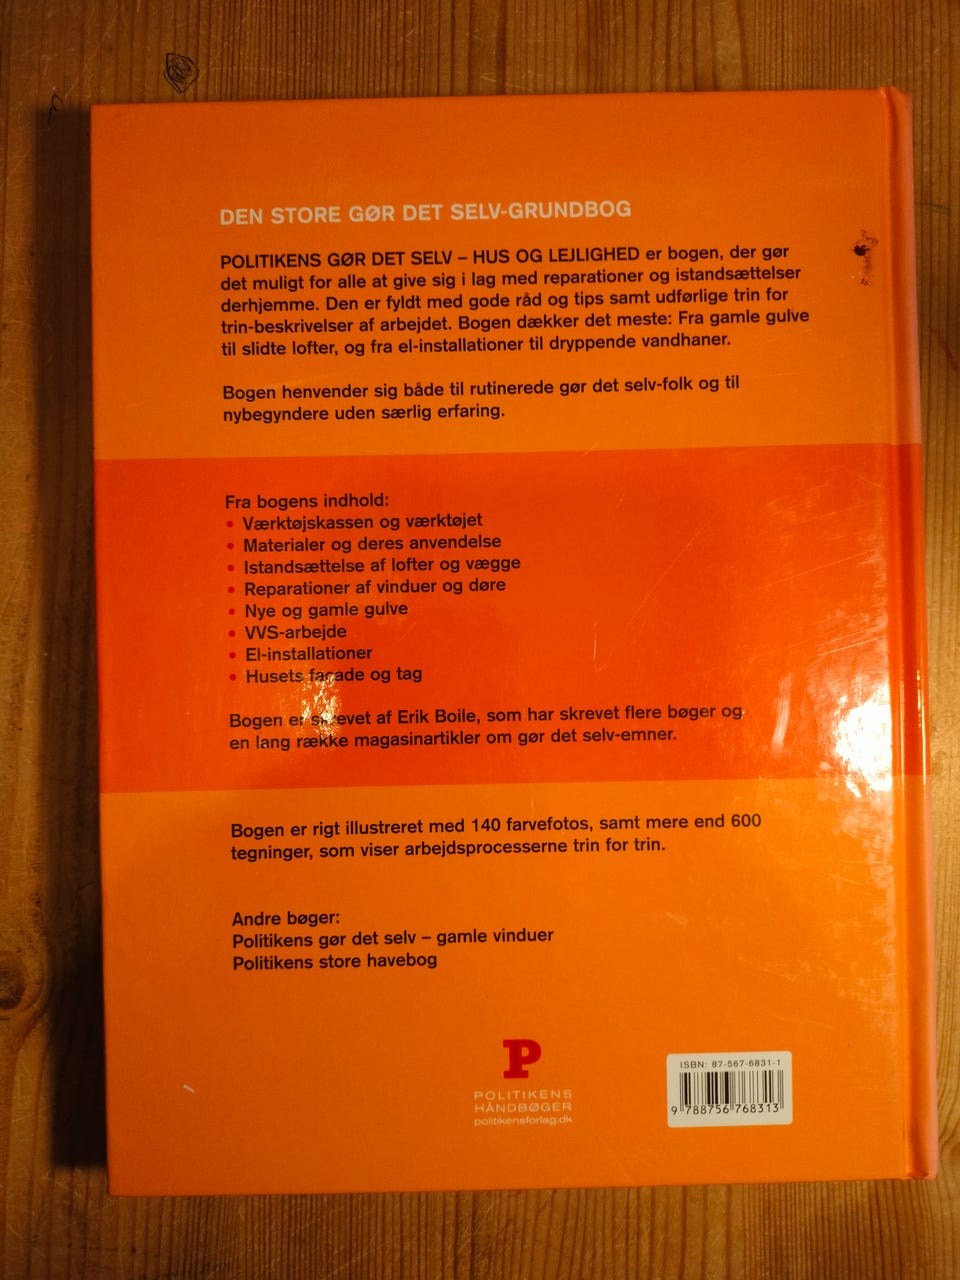 DEN STORE GØR DET SELV-GRUNDBOG
POLITIKENS GØR DET SELV – HUS OG LEJLIGHED er bogen, der gør
det muligt for alle at give sig i lag med reparationer og istandsættelser
derhjemme. Den er fyldt med gode råd og tips samt udførlige trin for
trin-beskrivelser af arbejdet. Bogen dækker det meste: Fra gamle gulve
til slidte lofter, og fra el-installationer til dryppende vandhaner.
Bogen henvender sig både til rutinerede gør det selv-folk og til
nybegyndere uden særlig erfaring.
Fra bogens indhold:
• Værktøjskassen og værktøjet
• Materialer og deres anvendelse
• Istandsættelse af lofter og vægge
• Reparationer af vinduer og døre
• Nye og gamle gulve
• VVS-arbejde
• El-installationer
• Husets facade og tag
Bogen er skrevet af Erik Boile, som har skrevet flere bøger og
en lang række magasinartikler om gør det selv-emner.
Bogen er rigt illustreret med 140 farvefotos, samt mere end 600
tegninger, som viser arbejdsprocesserne trin for trin.
Andre bøger:
Politikens gør det selv – gamle vinduer
Politikens store havebog
P
POLITIKENS
HÅNDBØGER
politikensforlag.dk
ISBN: 87-567-6831-1
9 788756 768313